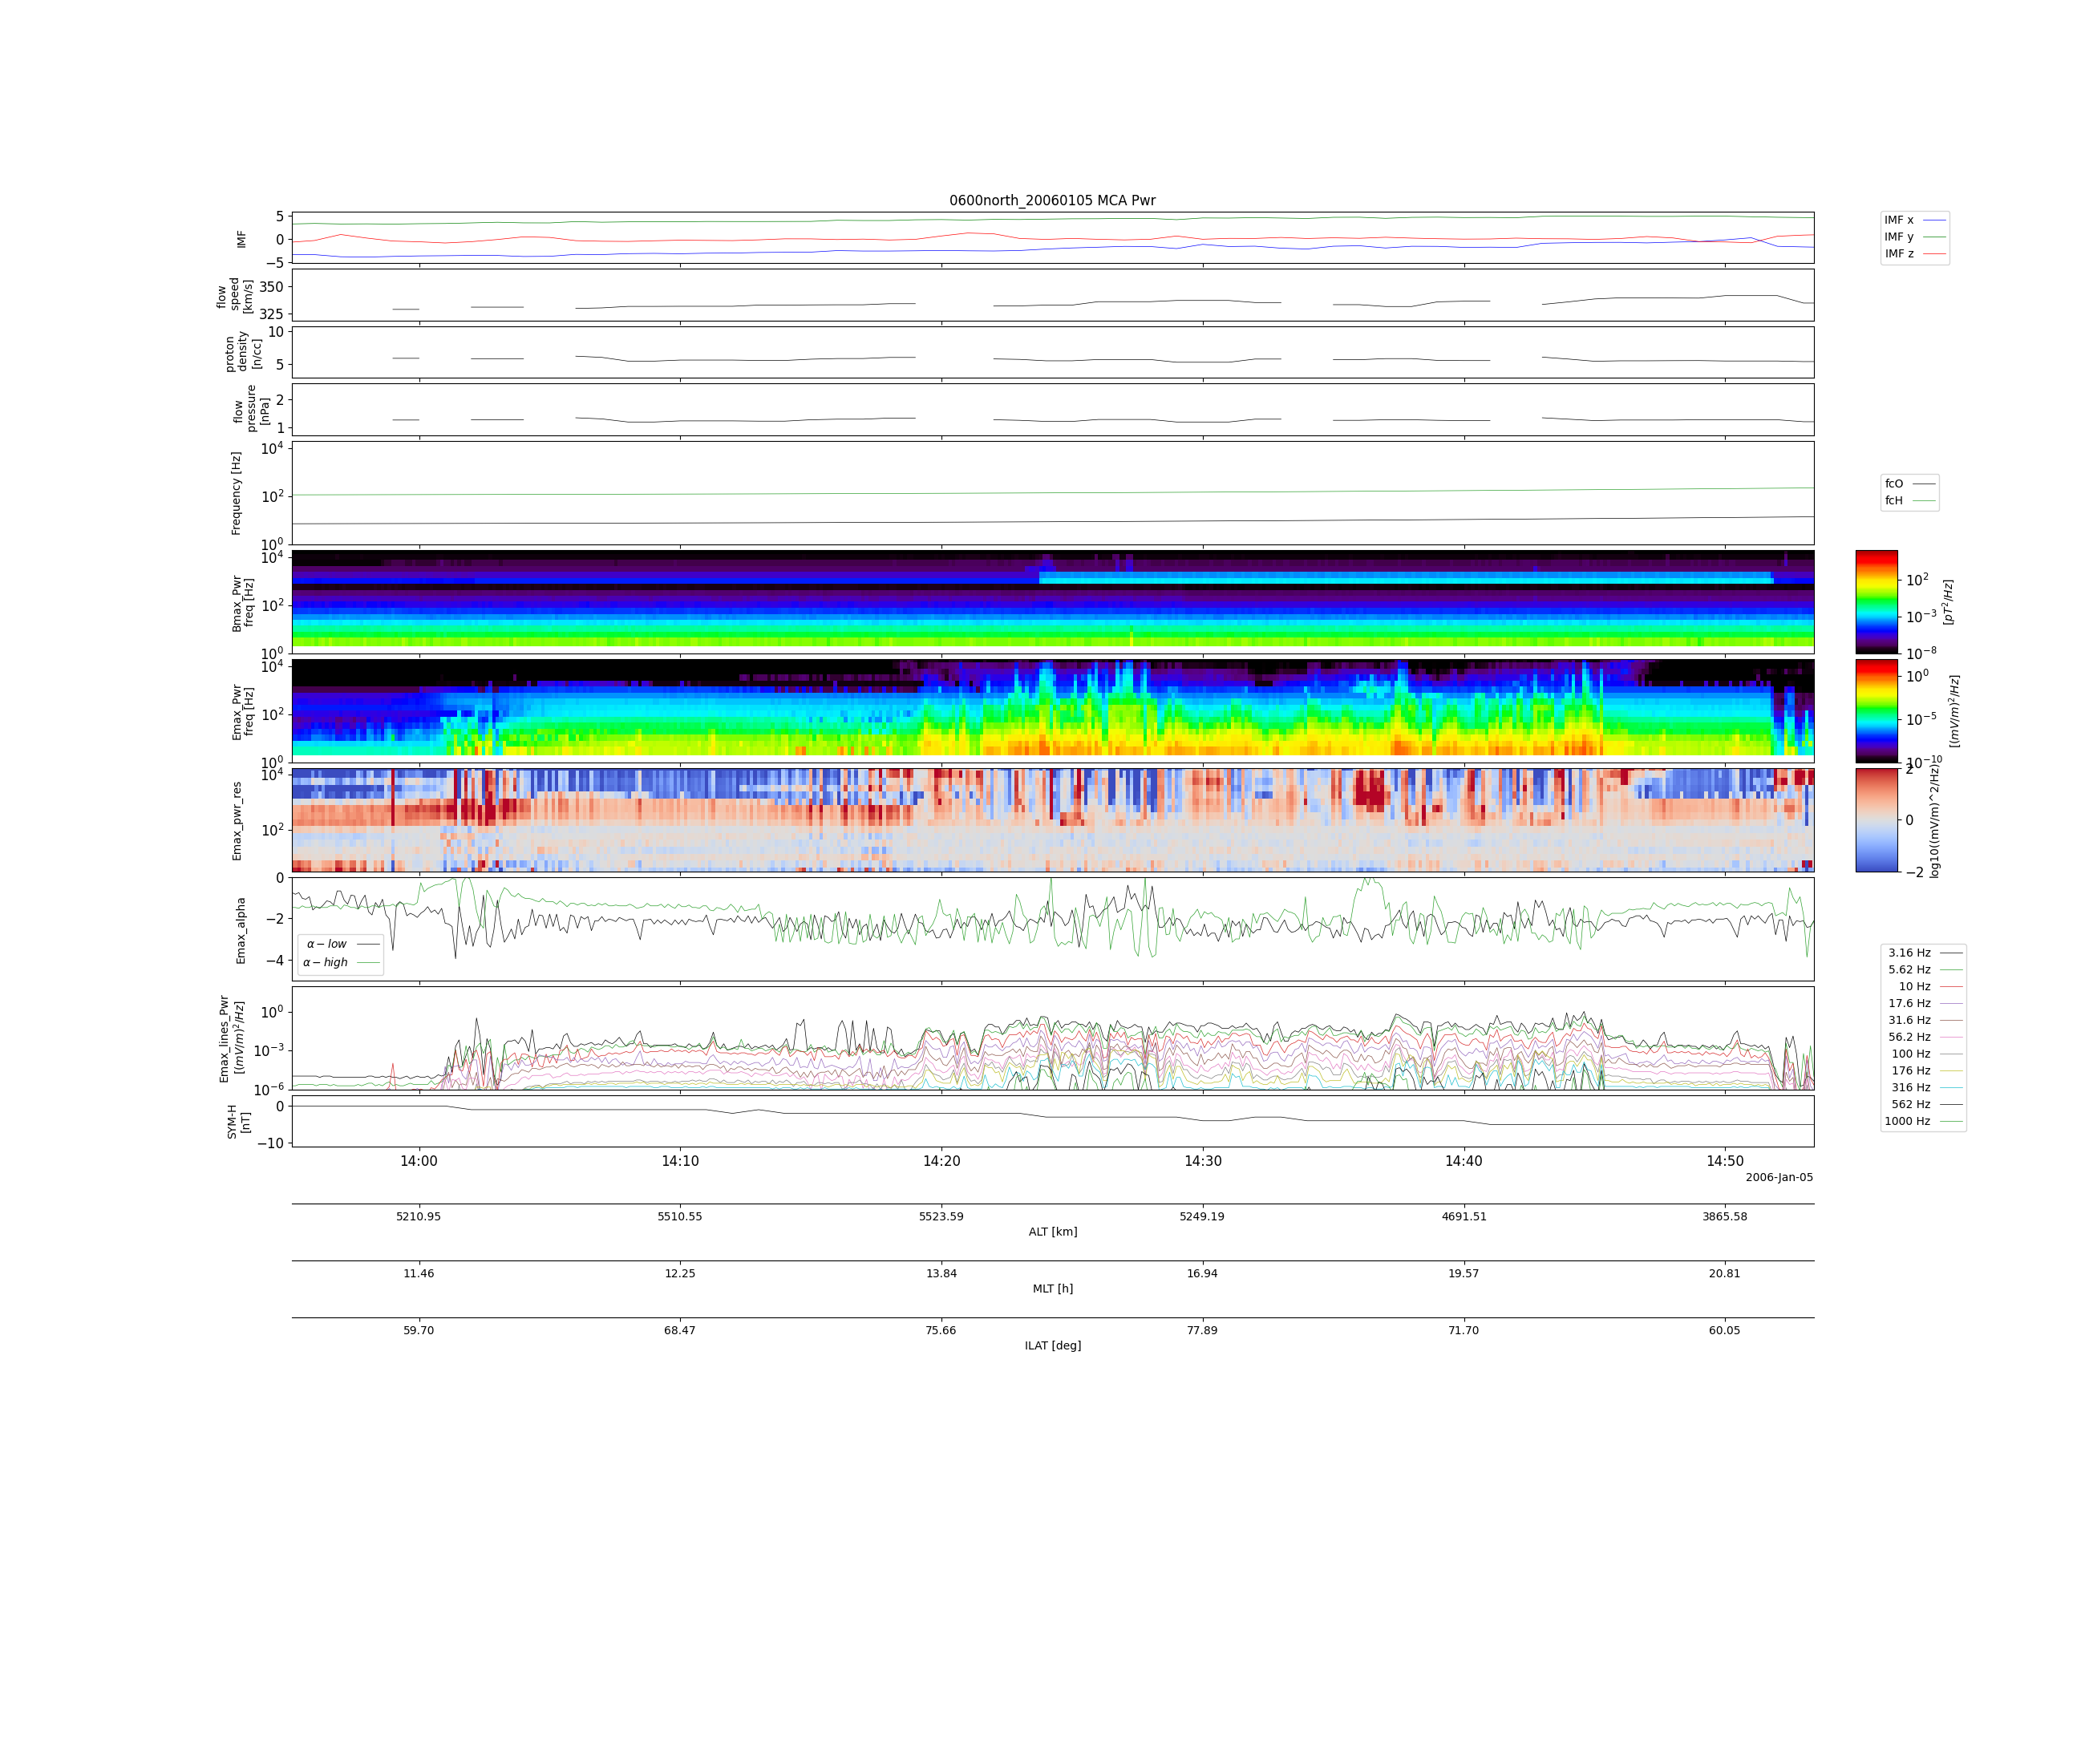 0600north_20060105 MCA Pwr
IMF
5
0
−5
IMF x
IMF y
IMF z
flow
speed
[km/s]
350
325
proton
density
[n/cc]
10
5
flow
pressure
[nPa]
2
1
Frequency [Hz]
10^4
10^2
10^0
fcO
fcH
Bmax_Pwr
freq [Hz]
10^4
10^2
10^0
10^2
10^−3
10^−8
[pT^2/Hz]
Emax_Pwr
freq [Hz]
10^4
10^2
10^0
10^0
10^−5
10^−10
[(mV/m)^2/Hz]
Emax_pwr_res
10^4
10^2
2
0
−2
log10((mV/m)^2/Hz)
Emax_alpha
0
−2
−4
α − low
α − high
Emax_lines_Pwr
[(mV/m)^2/Hz]
10^0
10^−3
10^−6
3.16 Hz
5.62 Hz
10 Hz
17.6 Hz
31.6 Hz
56.2 Hz
100 Hz
176 Hz
316 Hz
562 Hz
1000 Hz
SYM-H
[nT]
0
−10
14:00 14:10 14:20 14:30 14:40 14:50
2006-Jan-05
5210.95 5510.55 5523.59 5249.19 4691.51 3865.58
ALT [km]
11.46 12.25 13.84 16.94 19.57 20.81
MLT [h]
59.70 68.47 75.66 77.89 71.70 60.05
ILAT [deg]